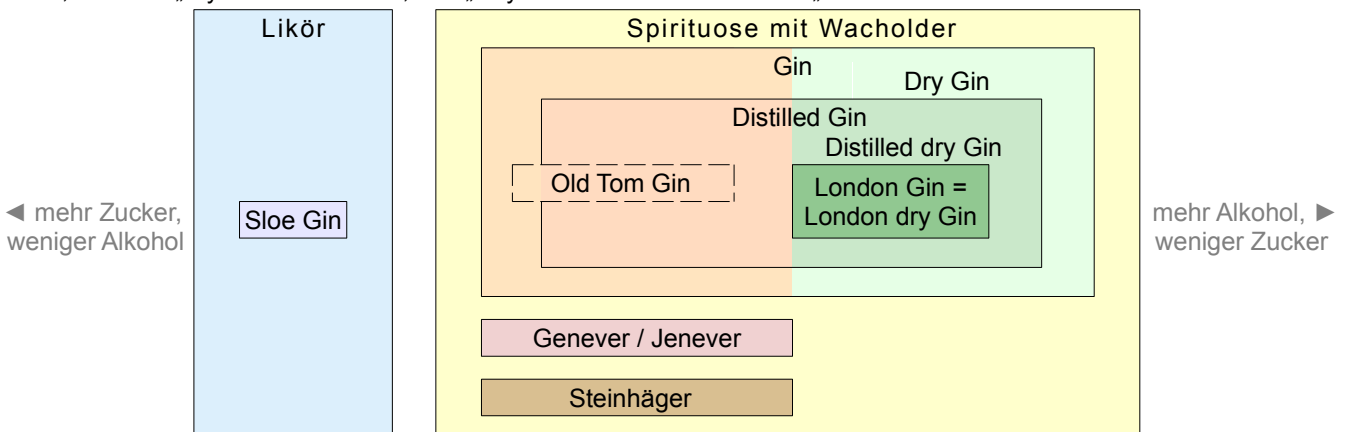 Likör
Spirituose mit Wacholder
Gin
Dry Gin
Distilled Gin
Distilled dry Gin
Old Tom Gin
London Gin =
London dry Gin
◄ mehr Zucker,
weniger Alkohol
Sloe Gin
mehr Alkohol, ►
weniger Zucker
Genever / Jenever
Steinhäger